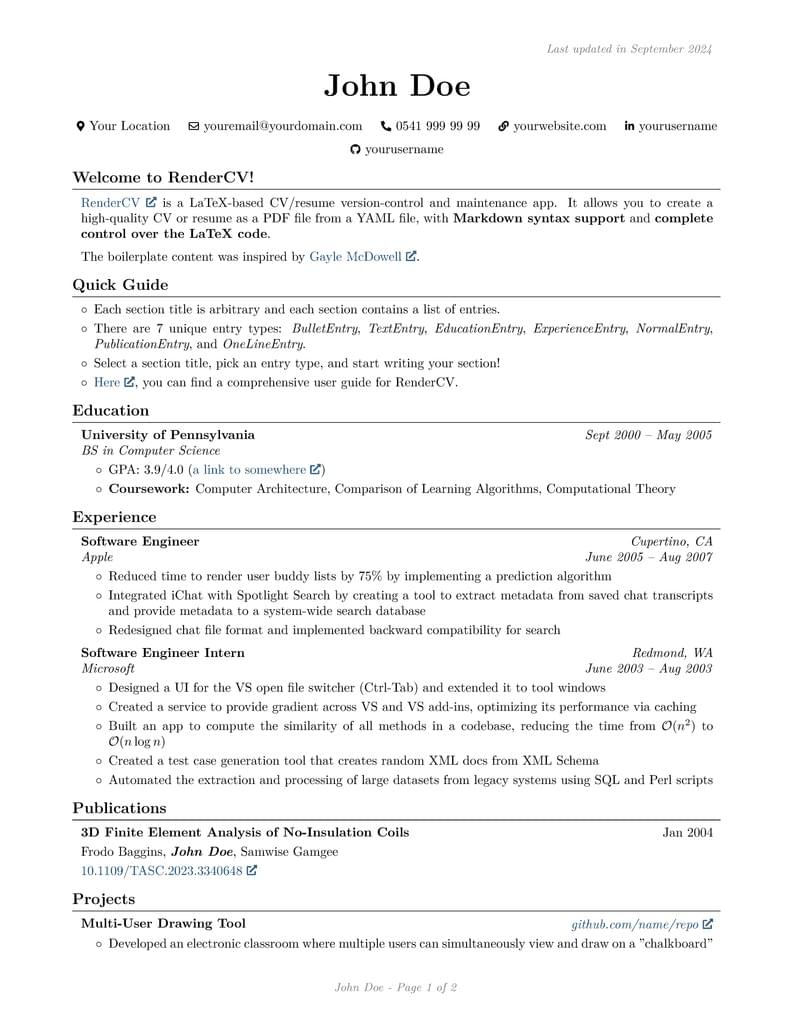 Last updated in September 2024
John Doe
Your Location youremail@yourdomain.com 0541 999 99 99 yourwebsite.com yourusername
yourusername
Welcome to RenderCV!
RenderCV is a LaTeX-based CV/resume version-control and maintenance app. It allows you to create a
high-quality CV or resume as a PDF file from a YAML file, with Markdown syntax support and complete
control over the LaTeX code.
The boilerplate content was inspired by Gayle McDowell.
Quick Guide
◦ Each section title is arbitrary and each section contains a list of entries.
◦ There are 7 unique entry types: BulletEntry, TextEntry, EducationEntry, ExperienceEntry, NormalEntry,
PublicationEntry, and OneLineEntry.
◦ Select a section title, pick an entry type, and start writing your section!
◦ Here, you can find a comprehensive user guide for RenderCV.
Education
University of Pennsylvania Sept 2000 – May 2005
BS in Computer Science
◦ GPA: 3.9/4.0 (a link to somewhere)
◦ Coursework: Computer Architecture, Comparison of Learning Algorithms, Computational Theory
Experience
Software Engineer Cupertino, CA
Apple June 2005 – Aug 2007
◦ Reduced time to render user buddy lists by 75% by implementing a prediction algorithm
◦ Integrated iChat with Spotlight Search by creating a tool to extract metadata from saved chat transcripts
and provide metadata to a system-wide search database
◦ Redesigned chat file format and implemented backward compatibility for search
Software Engineer Intern Redmond, WA
Microsoft June 2003 – Aug 2003
◦ Designed a UI for the VS open file switcher (Ctrl-Tab) and extended it to tool windows
◦ Created a service to provide gradient across VS and VS add-ins, optimizing its performance via caching
◦ Built an app to compute the similarity of all methods in a codebase, reducing the time from 𝒪(n²) to
𝒪(n log n)
◦ Created a test case generation tool that creates random XML docs from XML Schema
◦ Automated the extraction and processing of large datasets from legacy systems using SQL and Perl scripts
Publications
3D Finite Element Analysis of No-Insulation Coils Jan 2004
Frodo Baggins, John Doe, Samwise Gamgee
10.1109/TASC.2023.3340648
Projects
Multi-User Drawing Tool github.com/name/repo
◦ Developed an electronic classroom where multiple users can simultaneously view and draw on a ”chalkboard”
John Doe - Page 1 of 2